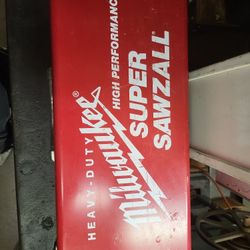 HEAVY-DUTY
Milwaukee
HIGH PERFORMANCE
SUPER
SAWZALL